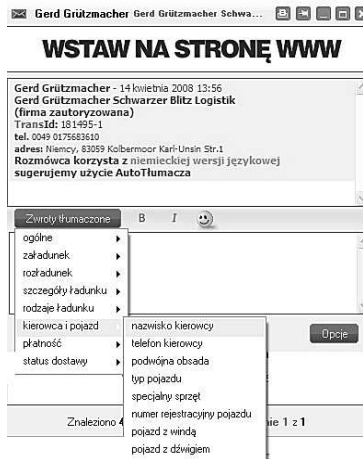 Gerd Grützmacher Gerd Grützmacher Schwa...
WSTAW NA STRONĘ WWW
Gerd Grützmacher - 14 kwietnia 2008 13:56
Gerd Grützmacher Schwarzer Blitz Logistik
(firma zautoryzowana)
TransId: 181495-1
tel. 0049 0175683610
adres: Niemcy, 83059 Kolbermoor Karl-Unsin Str.1
Rozmówca korzysta z niemieckiej wersji językowej
sugerujemy użycie AutoTłumacza
Zwroty tłumaczone B I
ogólne
załadunek
rozładunek
szczegóły ładunku
rodzaje ładunku
kierowca i pojazd
płatność
status dostawy
nazwisko kierowcy
telefon kierowcy
podwójna obsada
typ pojazdu
specjalny sprzęt
numer rejestracyjny pojazdu
pojazd z windą
pojazd z dźwigiem
Opcje
Znaleziono 4
ie 1 z 1